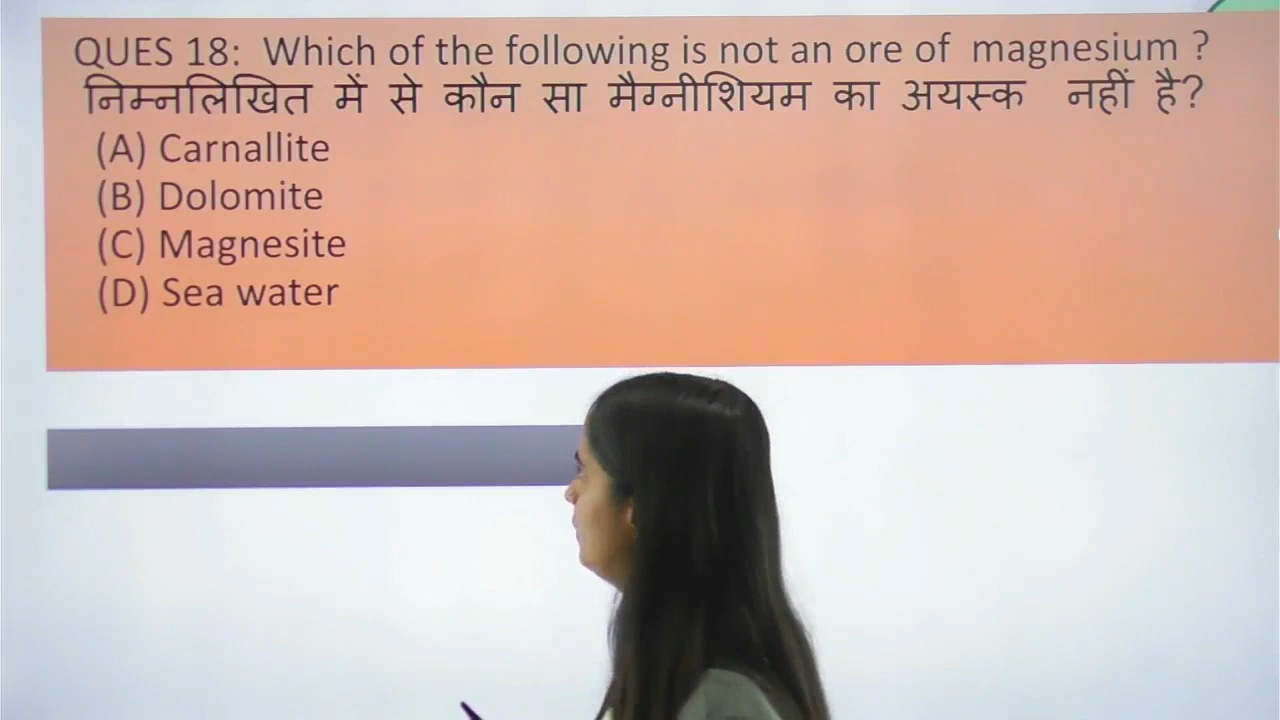 QUES 18: Which of the following is not an ore of magnesium ?
निम्नलिखित में से कौन सा मैग्नीशियम का अयस्क नहीं है?
(A) Carnallite
(B) Dolomite
(C) Magnesite
(D) Sea water